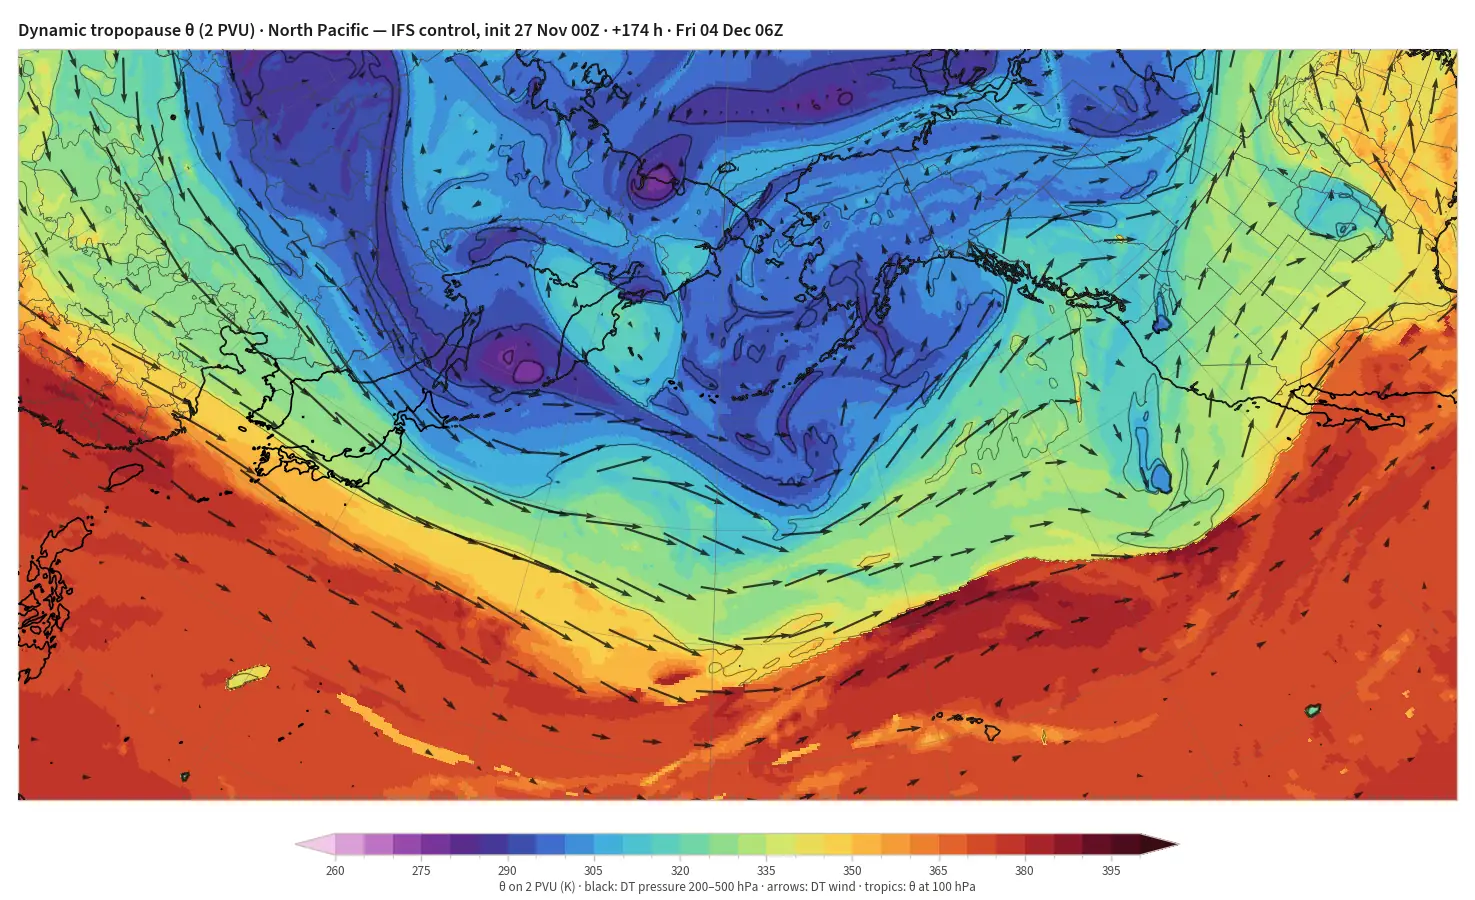 Dynamic tropopause θ (2 PVU) · North Pacific — IFS control, init 27 Nov 00Z · +174 h · Fri 04 Dec 06Z
260 275 290 305 320 335 350 365 380 395
θ on 2 PVU (K) · black: DT pressure 200–500 hPa · arrows: DT wind · tropics: θ at 100 hPa